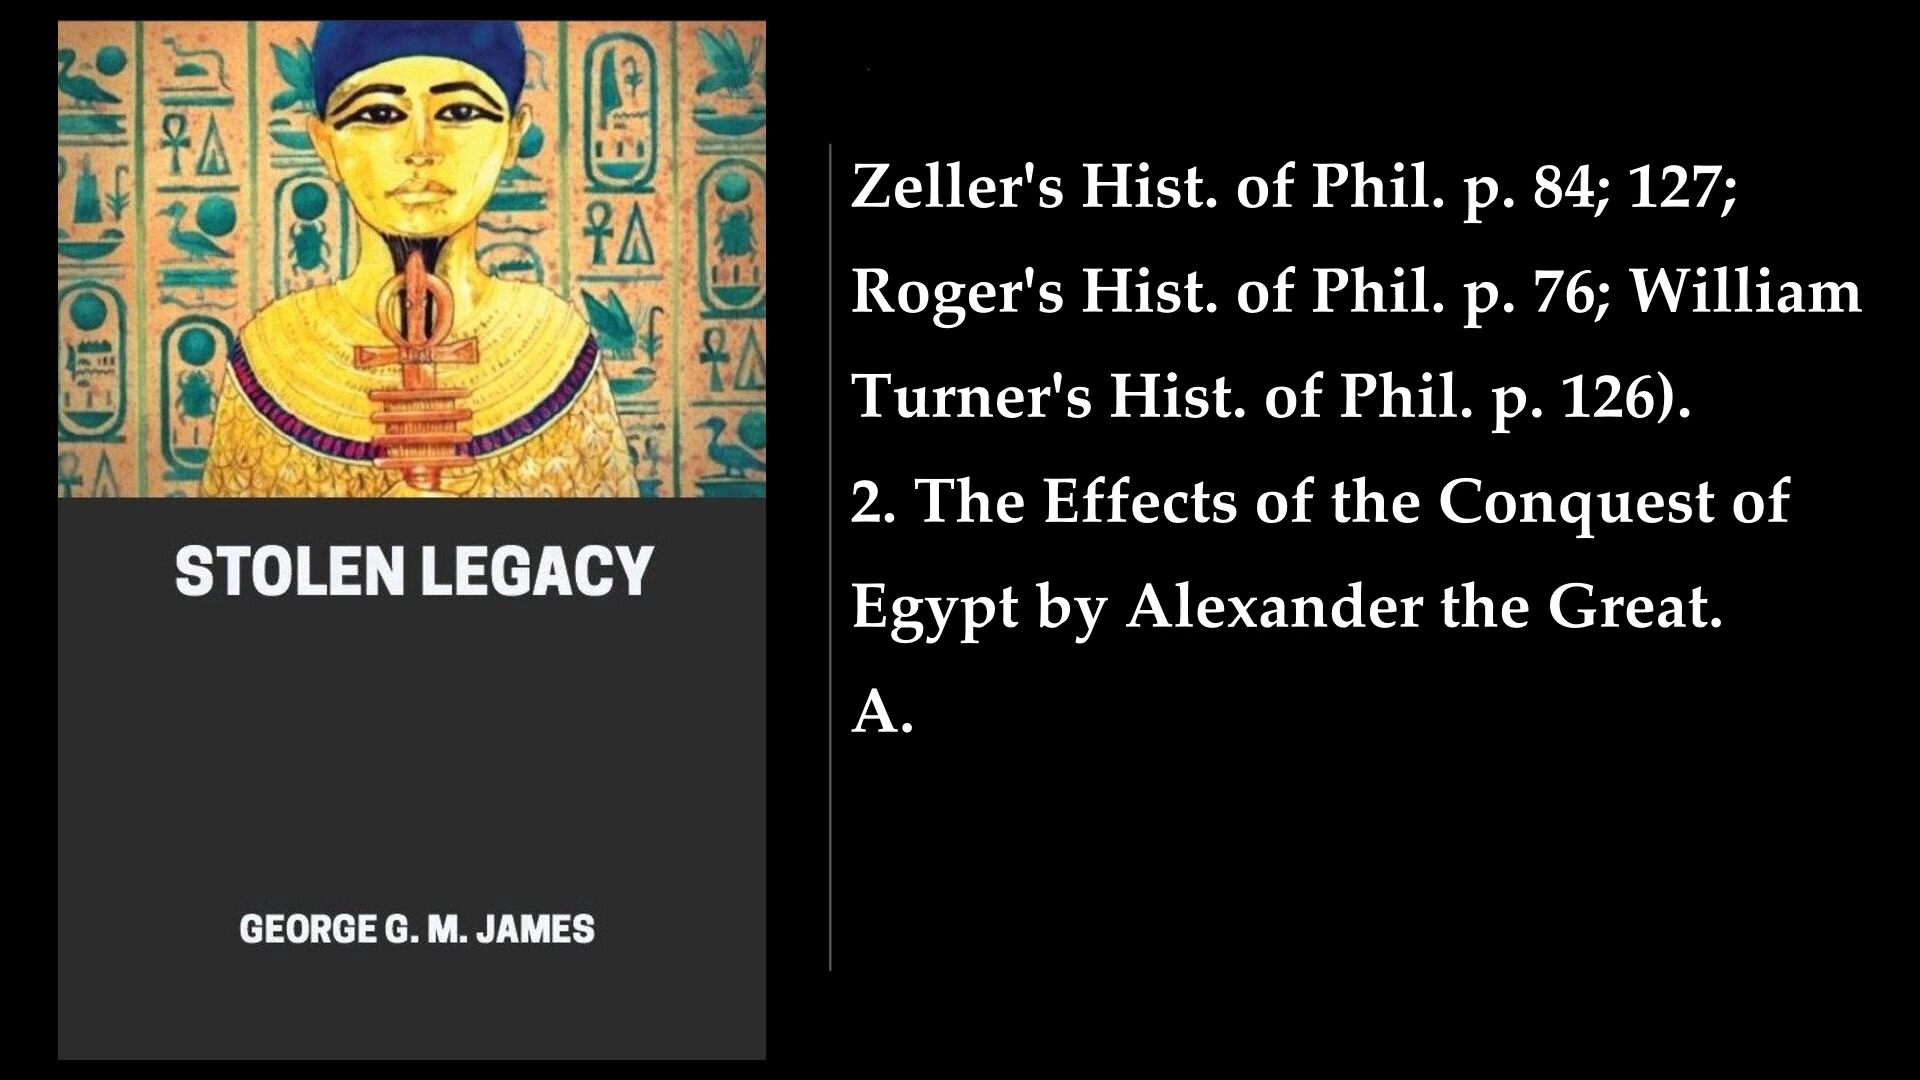 STOLEN LEGACY
GEORGE G. M. JAMES
Zeller's Hist. of Phil. p. 84; 127;
Roger's Hist. of Phil. p. 76; William
Turner's Hist. of Phil. p. 126).
2. The Effects of the Conquest of
Egypt by Alexander the Great.
A.